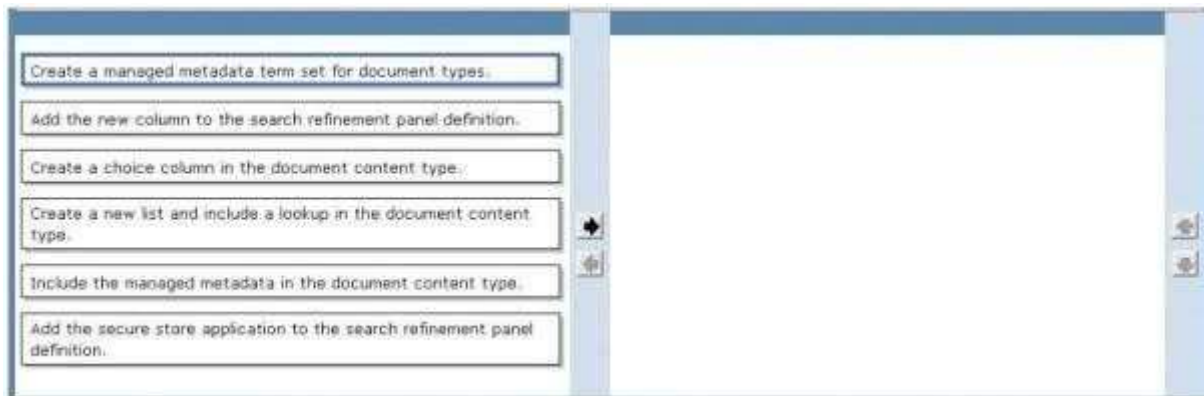 Create a managed metadata term set for document types.
Add the new column to the search refinement panel definition.
Create a choice column in the document content type.
Create a new list and include a lookup in the document content
type.
Include the managed metadata in the document content type.
Add the secure store application to the search refinement panel
definition.